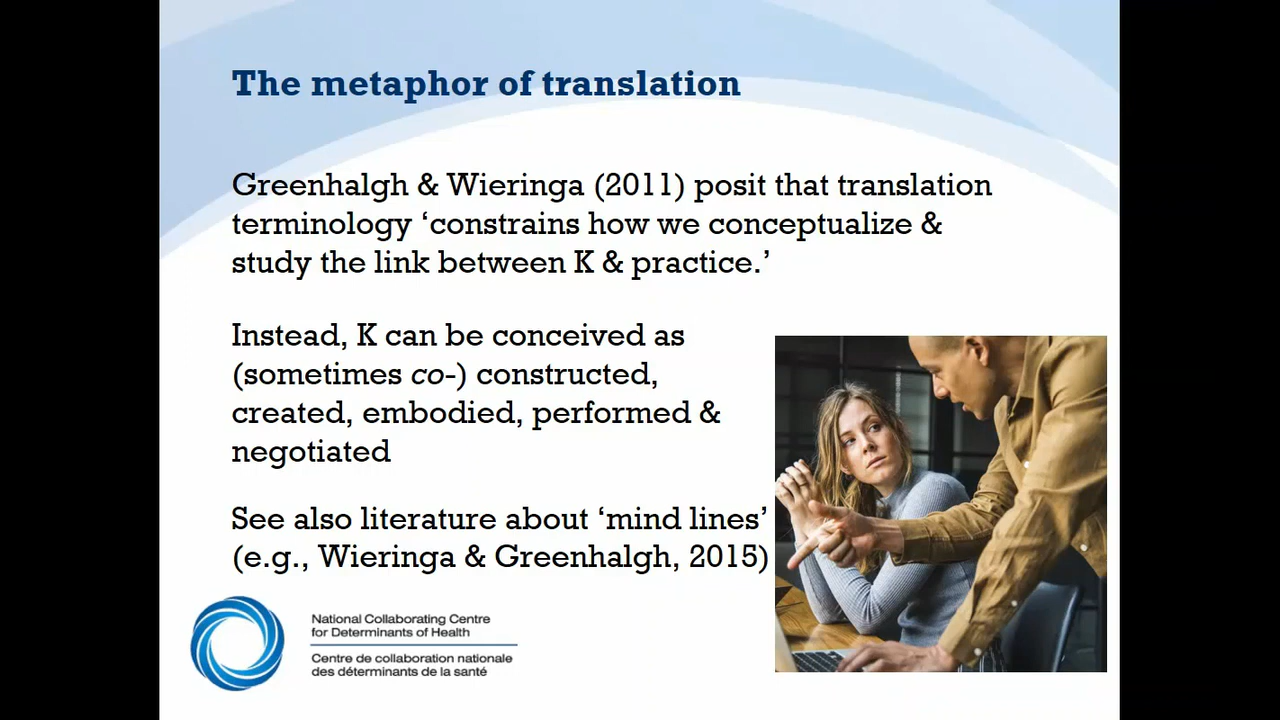 The metaphor of translation
Greenhalgh & Wieringa (2011) posit that translation
terminology ‘constrains how we conceptualize &
study the link between K & practice.’
Instead, K can be conceived as
(sometimes co-) constructed,
created, embodied, performed &
negotiated
See also literature about ‘mind lines’
(e.g., Wieringa & Greenhalgh, 2015)
National Collaborating Centre
for Determinants of Health
Centre de collaboration nationale
des déterminants de la santé